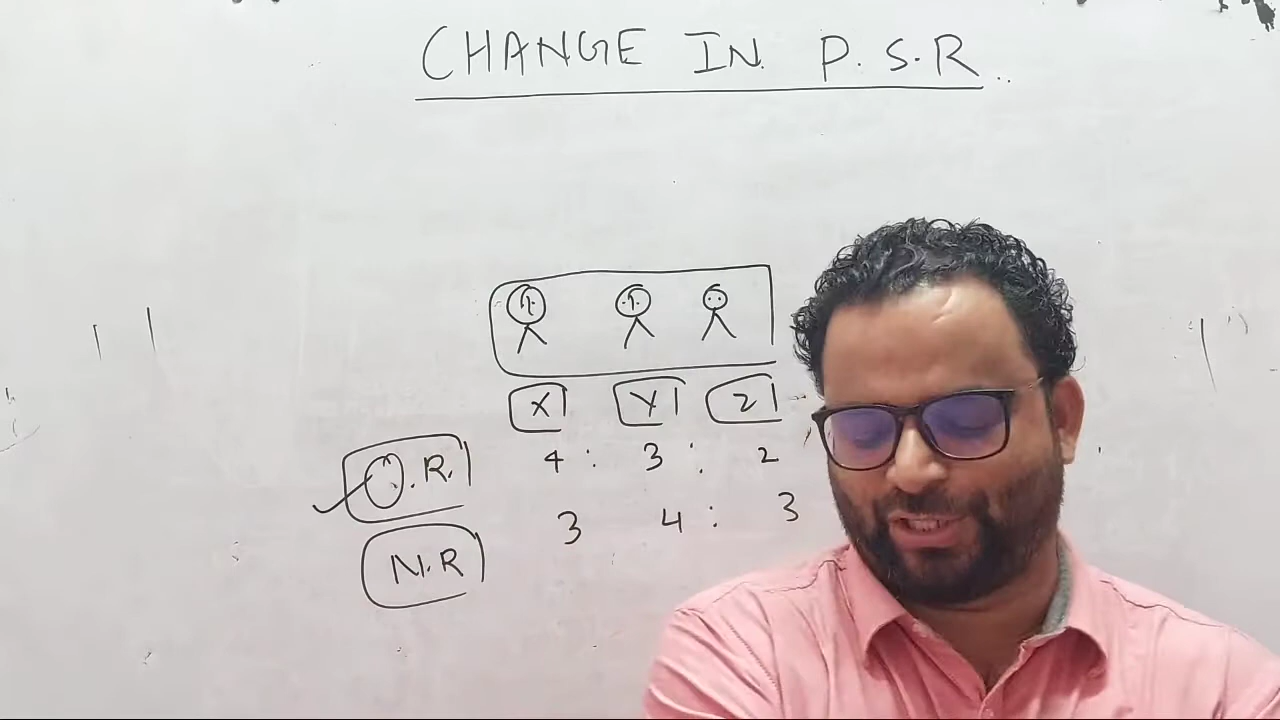 CHANGE IN P.S.R..
X Y Z
O.R. 4 : 3 : 2
N.R 3 4 : 3